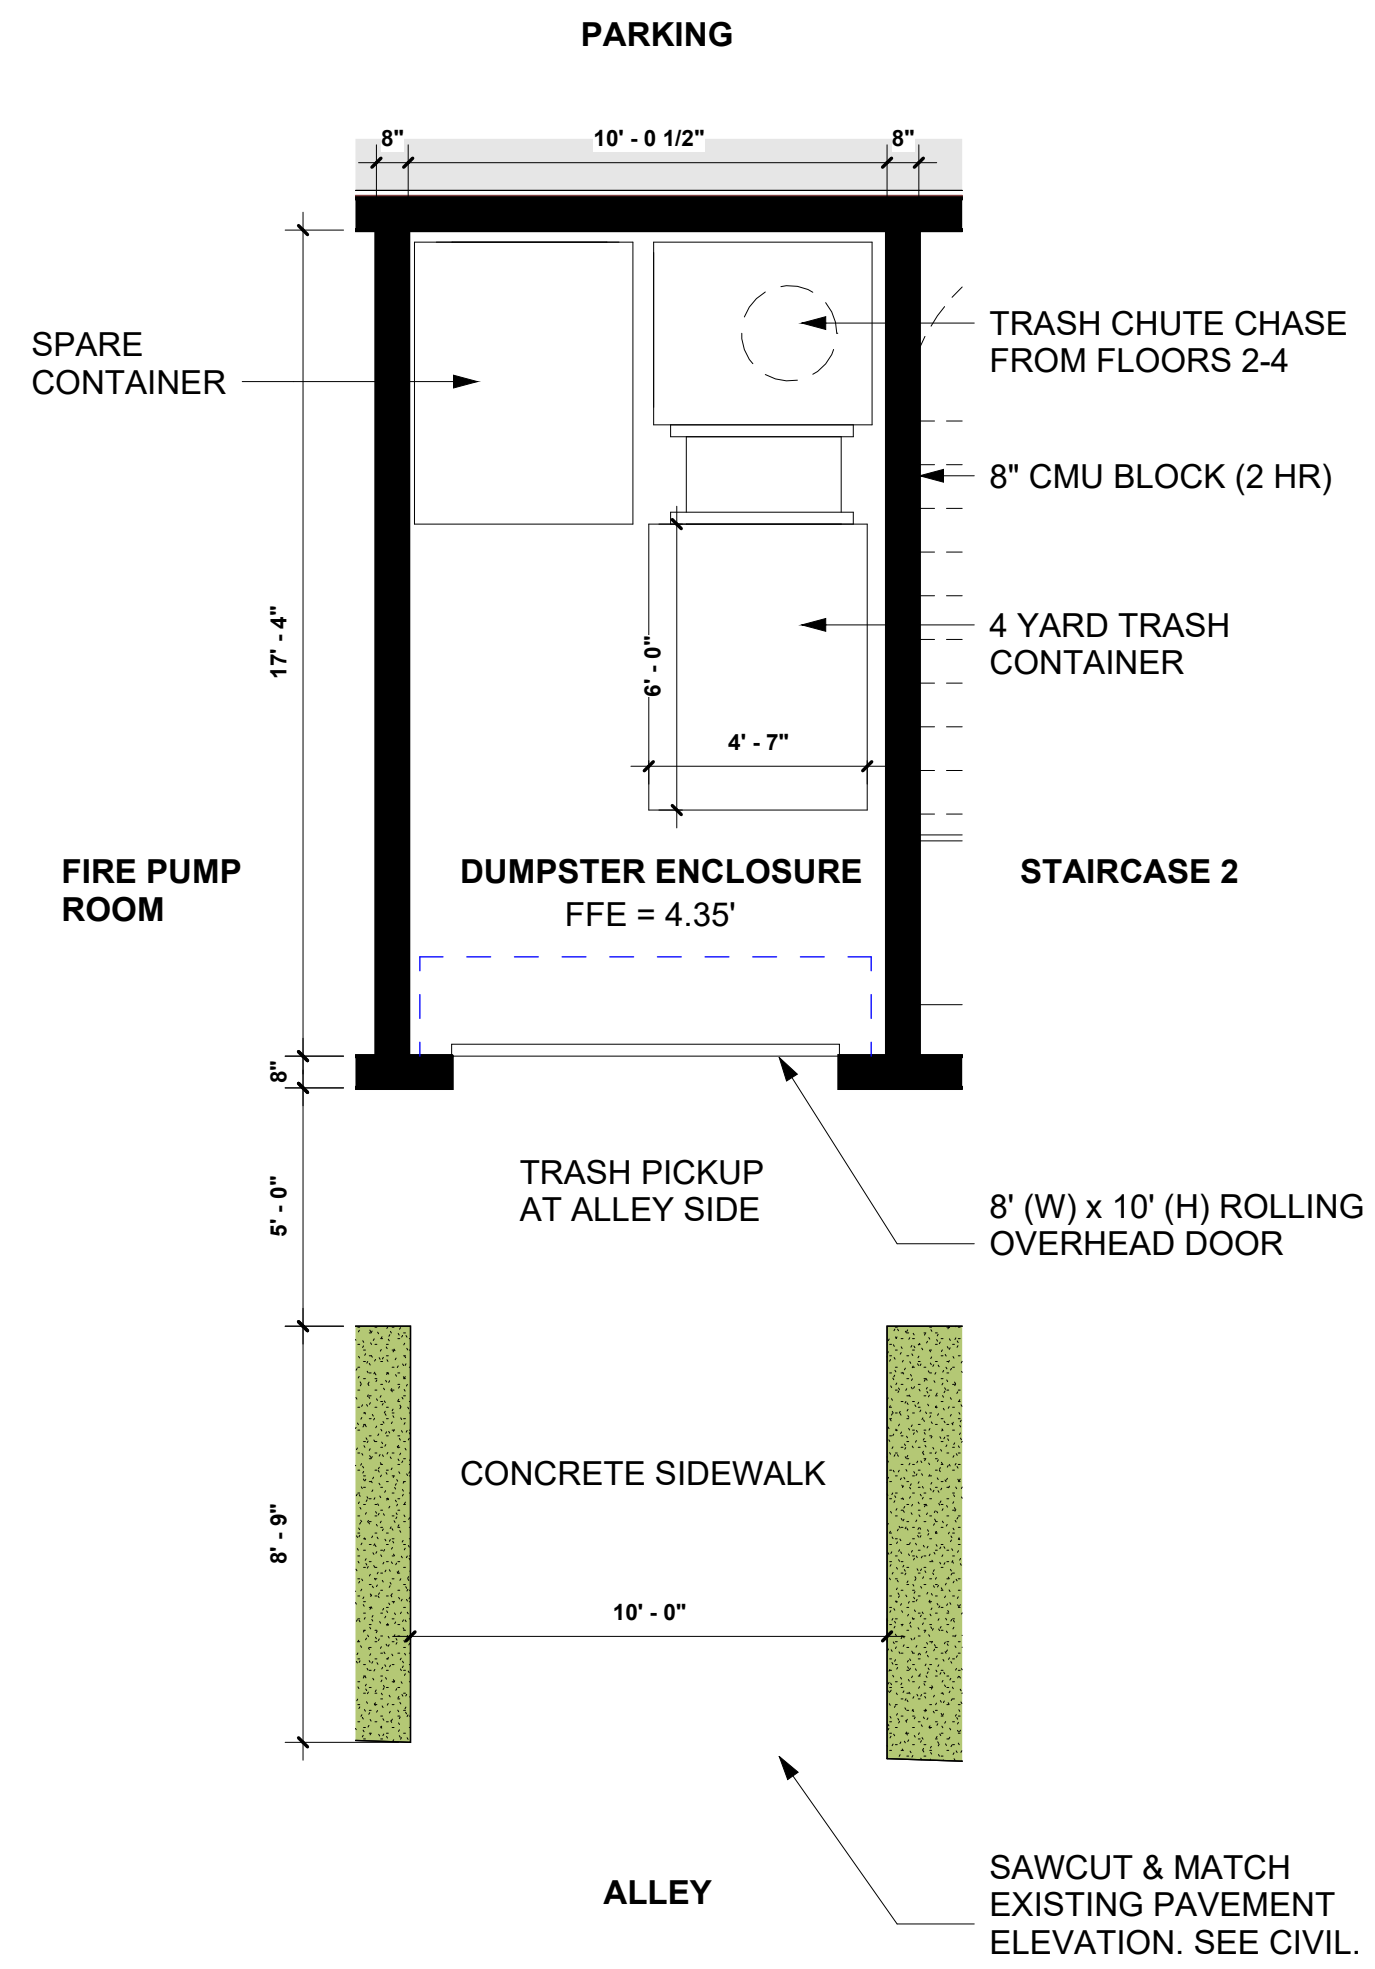 PARKING
8" 10' - 0 1/2" 8"
SPARE
CONTAINER
TRASH CHUTE CHASE
FROM FLOORS 2-4
8" CMU BLOCK (2 HR)
17' - 4"
6' - 0"
4 YARD TRASH
CONTAINER
4' - 7"
FIRE PUMP
ROOM
DUMPSTER ENCLOSURE
FFE = 4.35'
STAIRCASE 2
8"
5' - 0"
TRASH PICKUP
AT ALLEY SIDE
8' (W) x 10' (H) ROLLING
OVERHEAD DOOR
CONCRETE SIDEWALK
8' - 9"
10' - 0"
ALLEY
SAWCUT & MATCH
EXISTING PAVEMENT
ELEVATION. SEE CIVIL.